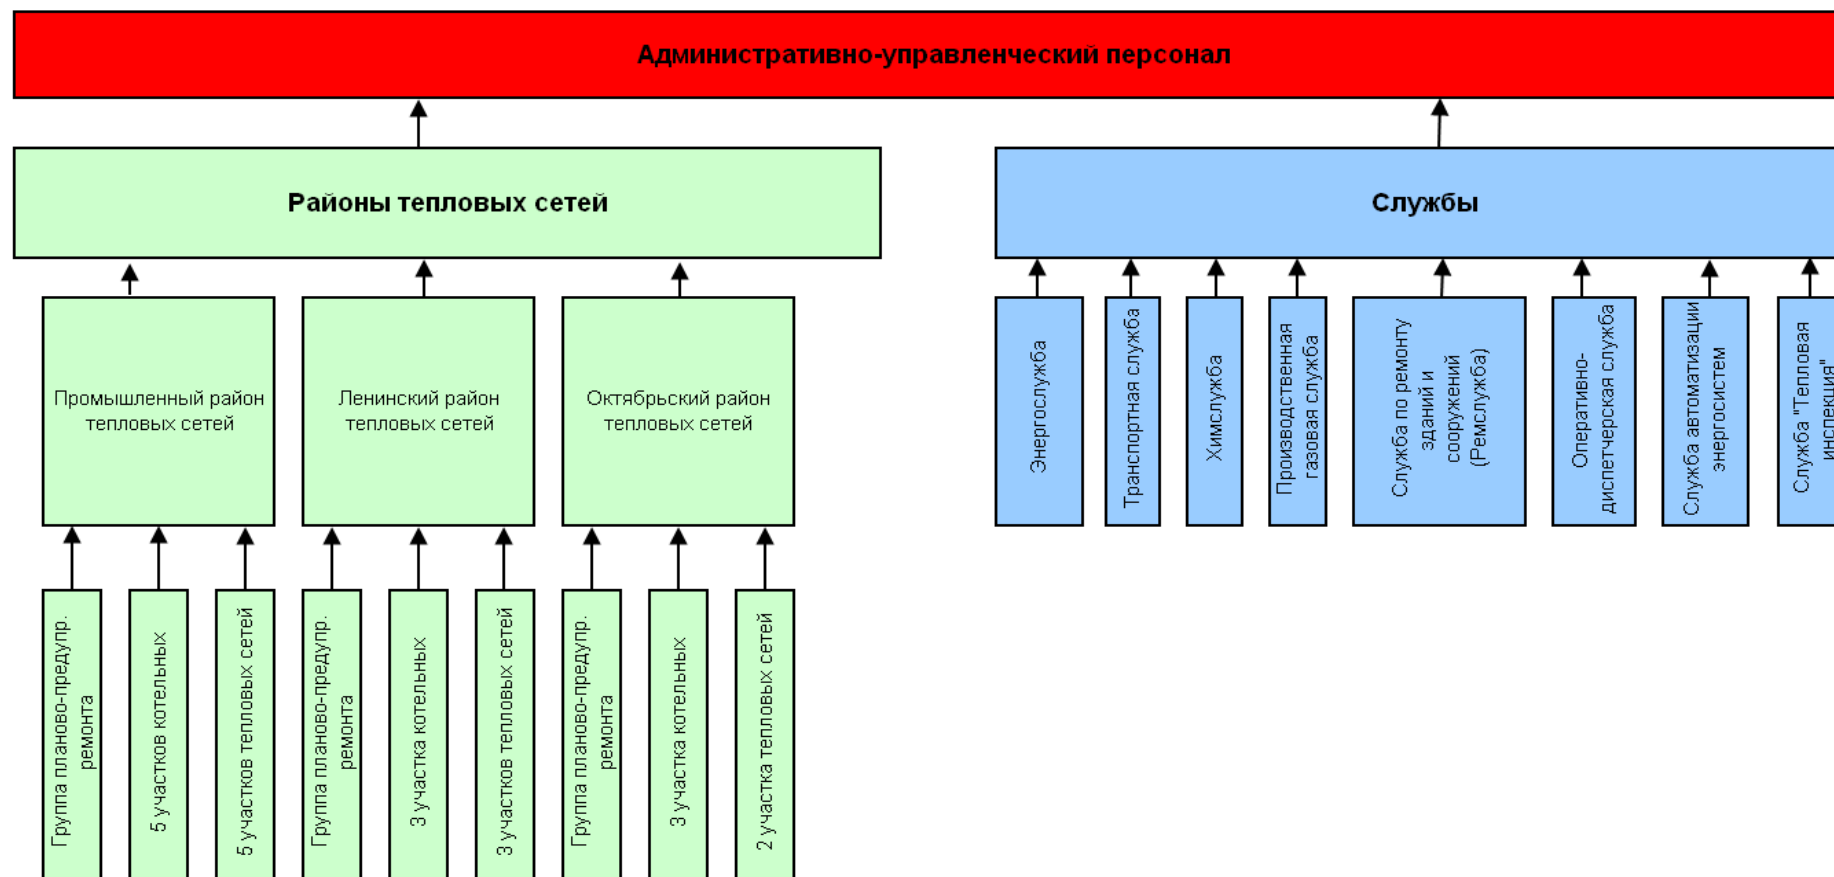 Административно-управленческий персонал
Районы тепловых сетей
Службы
Промышленный район
тепловых сетей
Ленинский район
тепловых сетей
Октябрьский район
тепловых сетей
Энергослужба
Транспортная служба
Химслужба
Производственная
газовая служба
Служба по ремонту
зданий и
сооружений
(Ремслужба)
Оперативно-
диспетчерская служба
Служба автоматизации
энергосистем
Служба "Тепловая
инспекция"
Группа планово-предупр.
ремонта
5 участков котельных
5 участков тепловых сетей
Группа планово-предупр.
ремонта
3 участка котельных
3 участков тепловых сетей
Группа планово-предупр.
ремонта
3 участка котельных
2 участка тепловых сетей